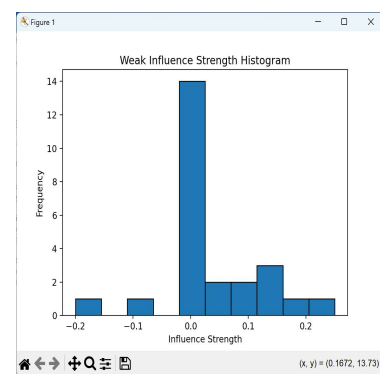 Figure 1
Weak Influence Strength Histogram
14
12
10
8
6
4
2
0
Frequency
−0.2 −0.1 0.0 0.1 0.2
Influence Strength
(x, y) = (0.1672, 13.73)